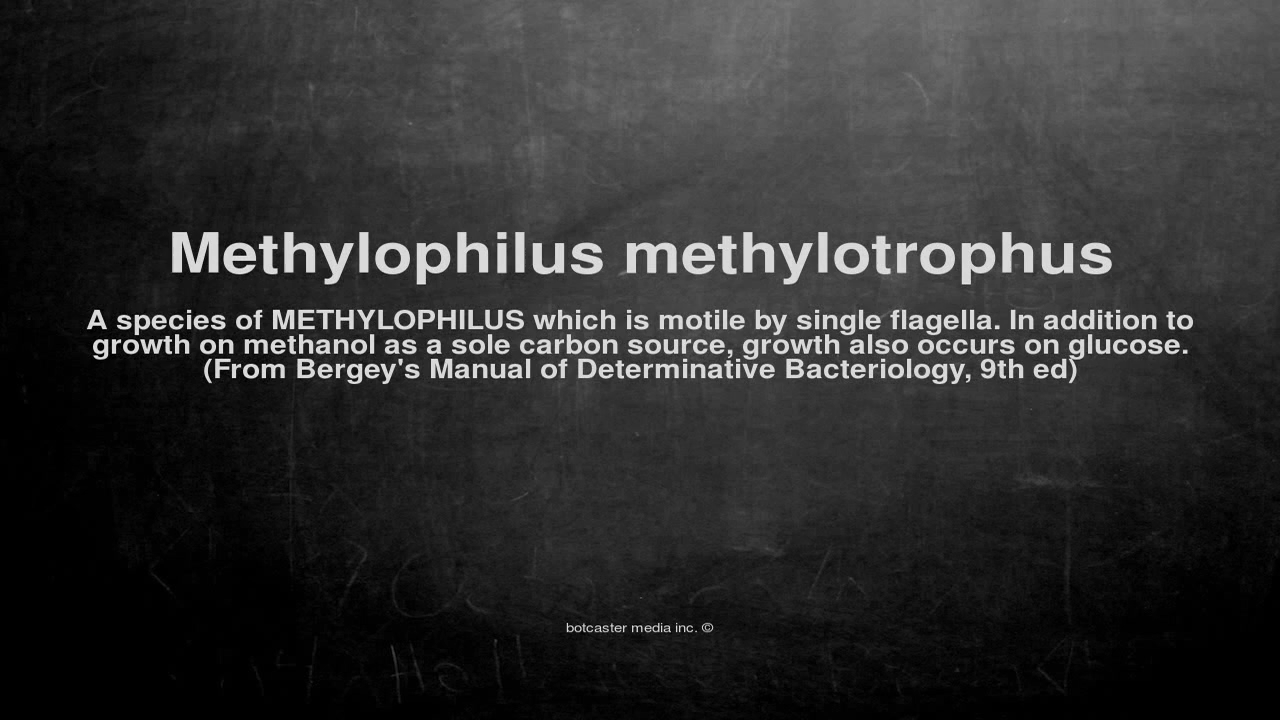 Methylophilus methylotrophus
A species of METHYLOPHILUS which is motile by single flagella. In addition to
growth on methanol as a sole carbon source, growth also occurs on glucose.
(From Bergey's Manual of Determinative Bacteriology, 9th ed)
botcaster media inc. ©